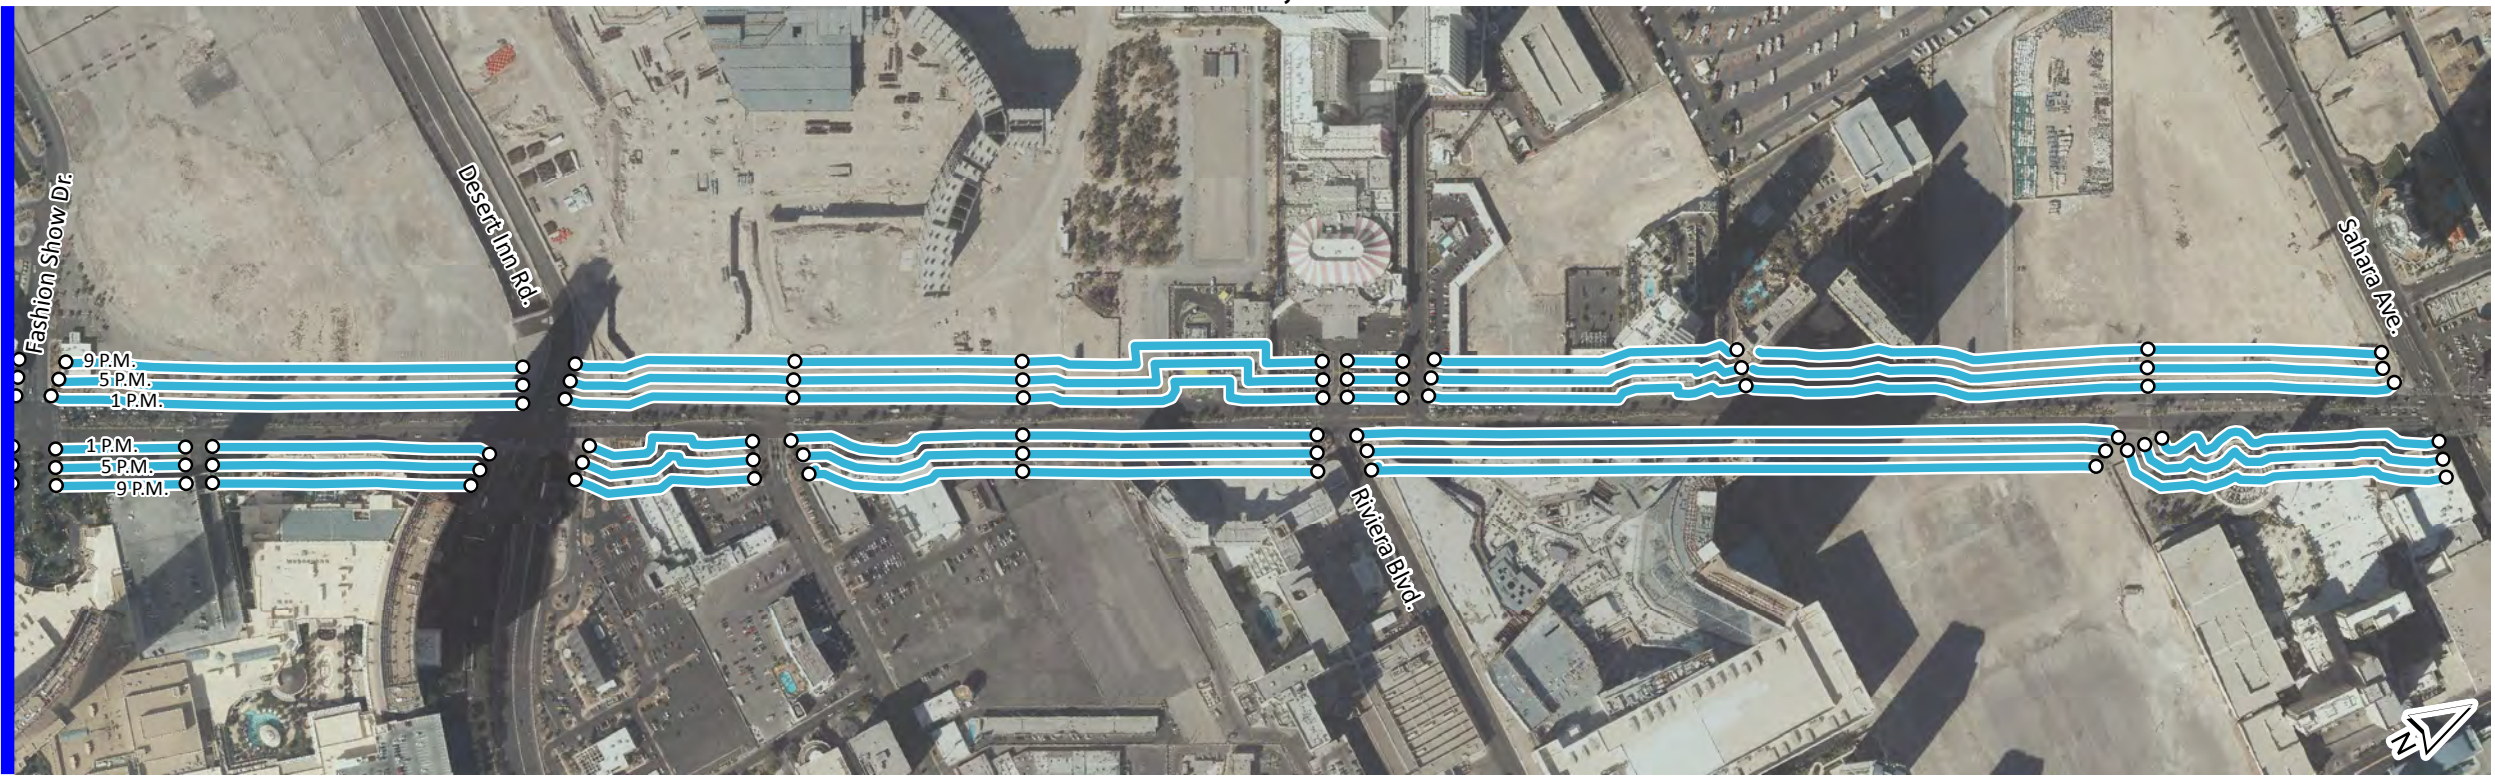 Fashion Show Dr.
Desert Inn Rd.
Sahara Ave.
9 P.M.
5 P.M.
1 P.M.
1 P.M.
5 P.M.
9 P.M.
Riviera Blvd.
N